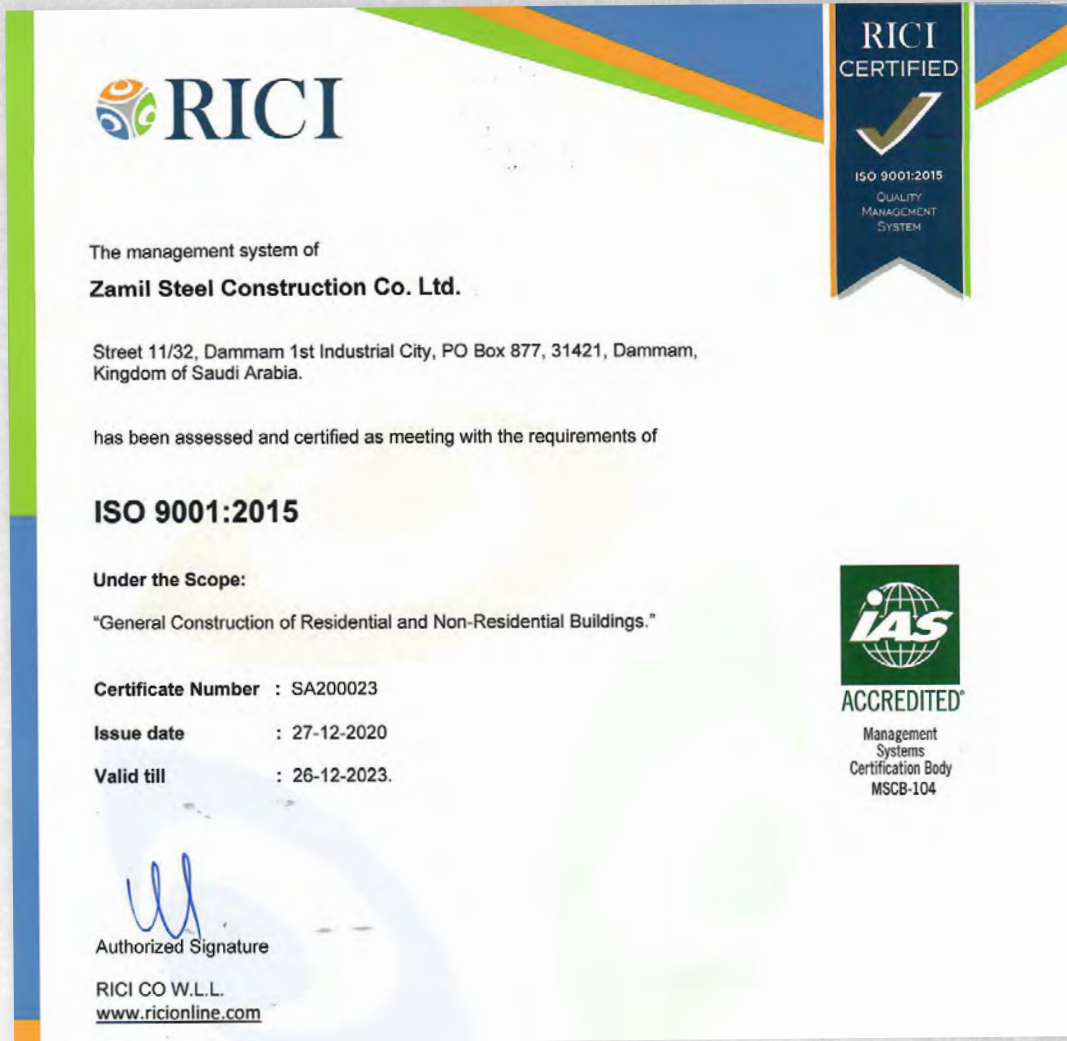 RICI
RICI
CERTIFIED
ISO 9001:2015
QUALITY
MANAGEMENT
SYSTEM
The management system of
Zamil Steel Construction Co. Ltd.
Street 11/32, Dammam 1st Industrial City, PO Box 877, 31421, Dammam,
Kingdom of Saudi Arabia.
has been assessed and certified as meeting with the requirements of
ISO 9001:2015
Under the Scope:
“General Construction of Residential and Non-Residential Buildings.”
Certificate Number : SA200023
Issue date : 27-12-2020
Valid till : 26-12-2023.
IAS
ACCREDITED®
Management
Systems
Certification Body
MSCB-104
Authorized Signature
RICI CO W.L.L.
www.ricionline.com